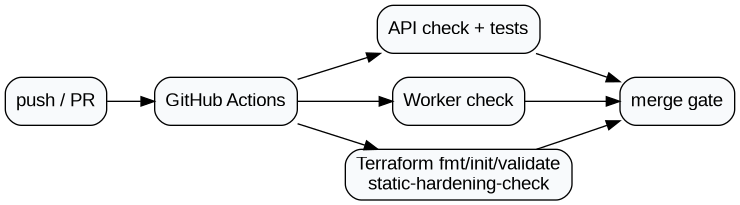 API check + tests
push / PR
GitHub Actions
Worker check
merge gate
Terraform fmt/init/validate
static-hardening-check